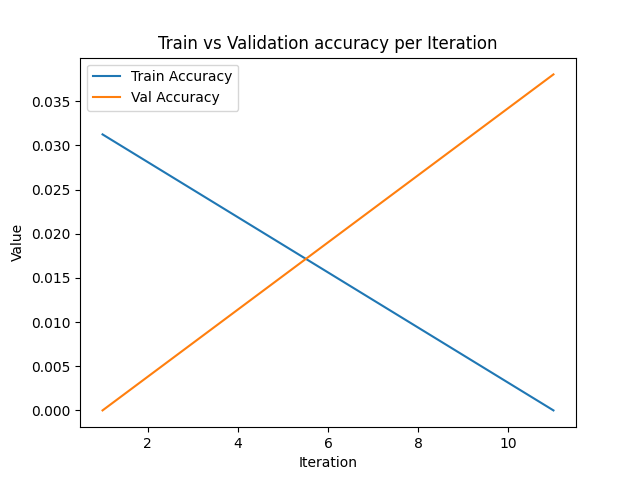 Train vs Validation accuracy per Iteration
Train Accuracy
Val Accuracy
0.035
0.030
0.025
0.020
0.015
0.010
0.005
0.000
Value
2 4 6 8 10
Iteration